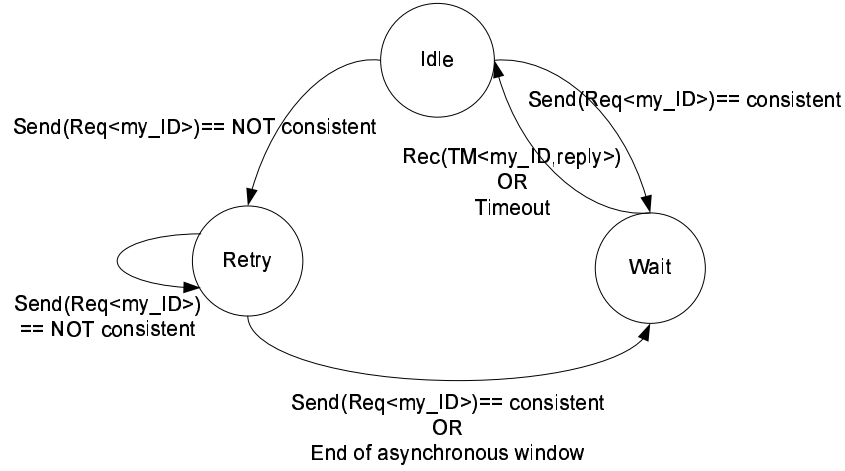 Idle
Send(Req<my_ID>)== consistent
Send(Req<my_ID>)== NOT consistent
Rec(TM<my_ID,reply>)
OR
Timeout
Retry
Wait
Send(Req<my_ID>)
== NOT consistent
Send(Req<my_ID>)== consistent
OR
End of asynchronous window